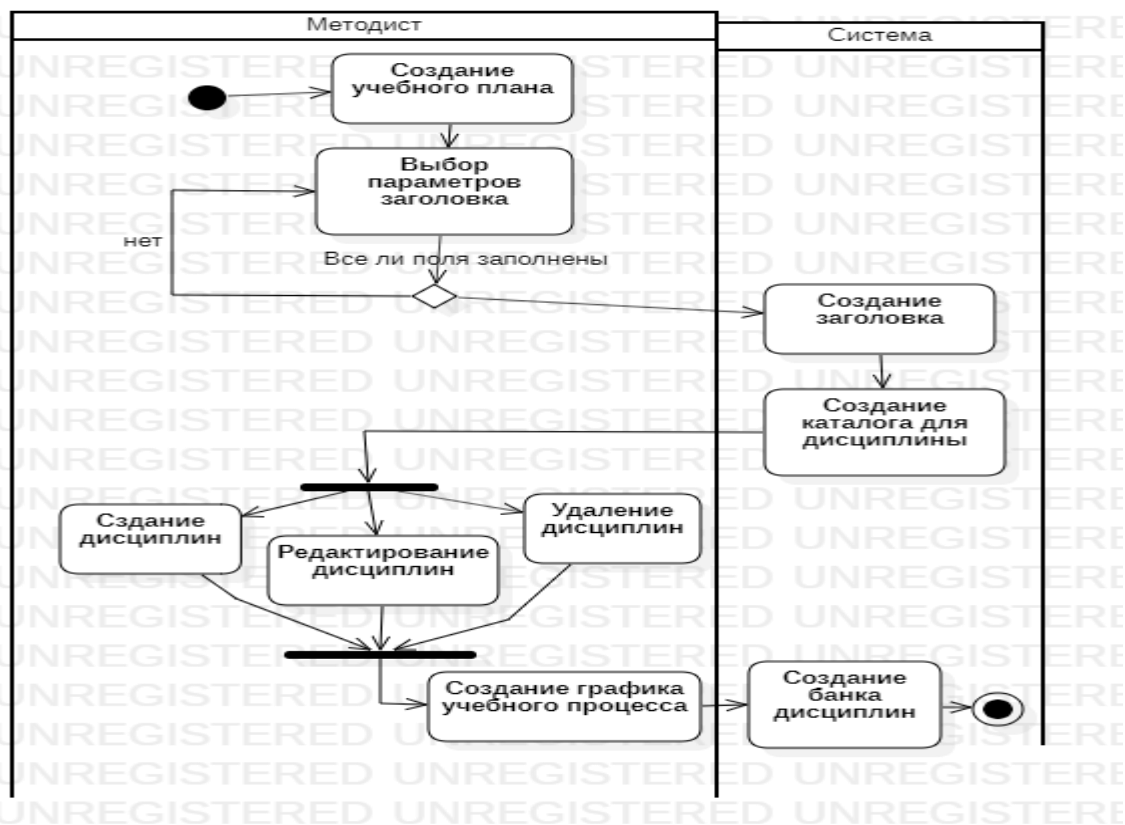 Методист
Система
Создание
учебного плана
Выбор
параметров
заголовка
нет
Все ли поля заполнены
Создание
заголовка
Создание
каталога для
дисциплины
Сздание
дисциплин
Редактирование
дисциплин
Удаление
дисциплин
Создание графика
учебного процесса
Создание
банка
дисциплин
UNREGISTERED